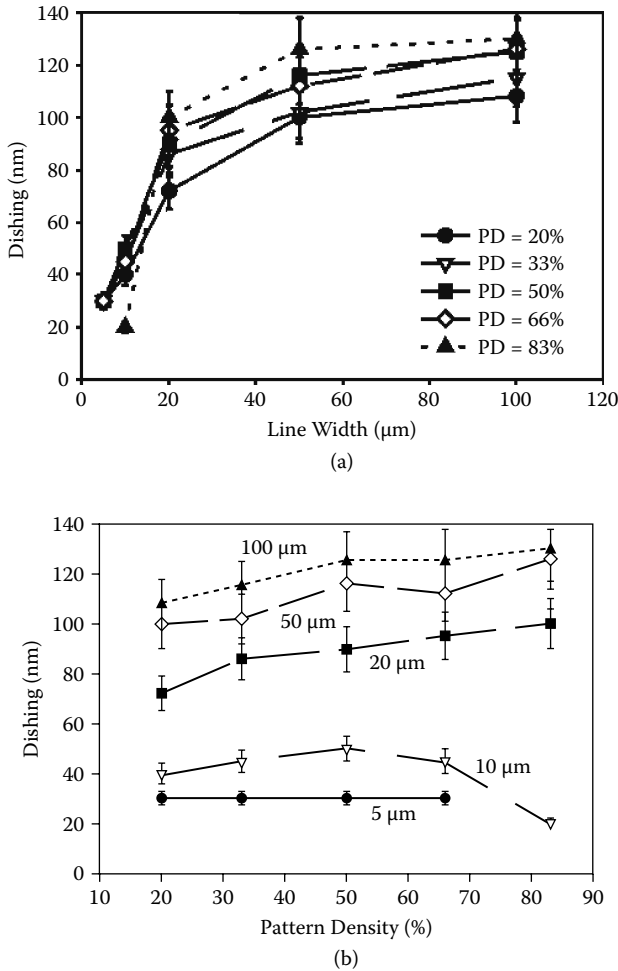 140
120
100
80
60
40
20
0
Dishing (nm)
PD = 20%
PD = 33%
PD = 50%
PD = 66%
PD = 83%
0 20 40 60 80 100 120
Line Width (μm)
(a)
140
120
100
80
60
40
20
0
Dishing (nm)
100 μm
50 μm
20 μm
10 μm
5 μm
10 20 30 40 50 60 70 80 90
Pattern Density (%)
(b)